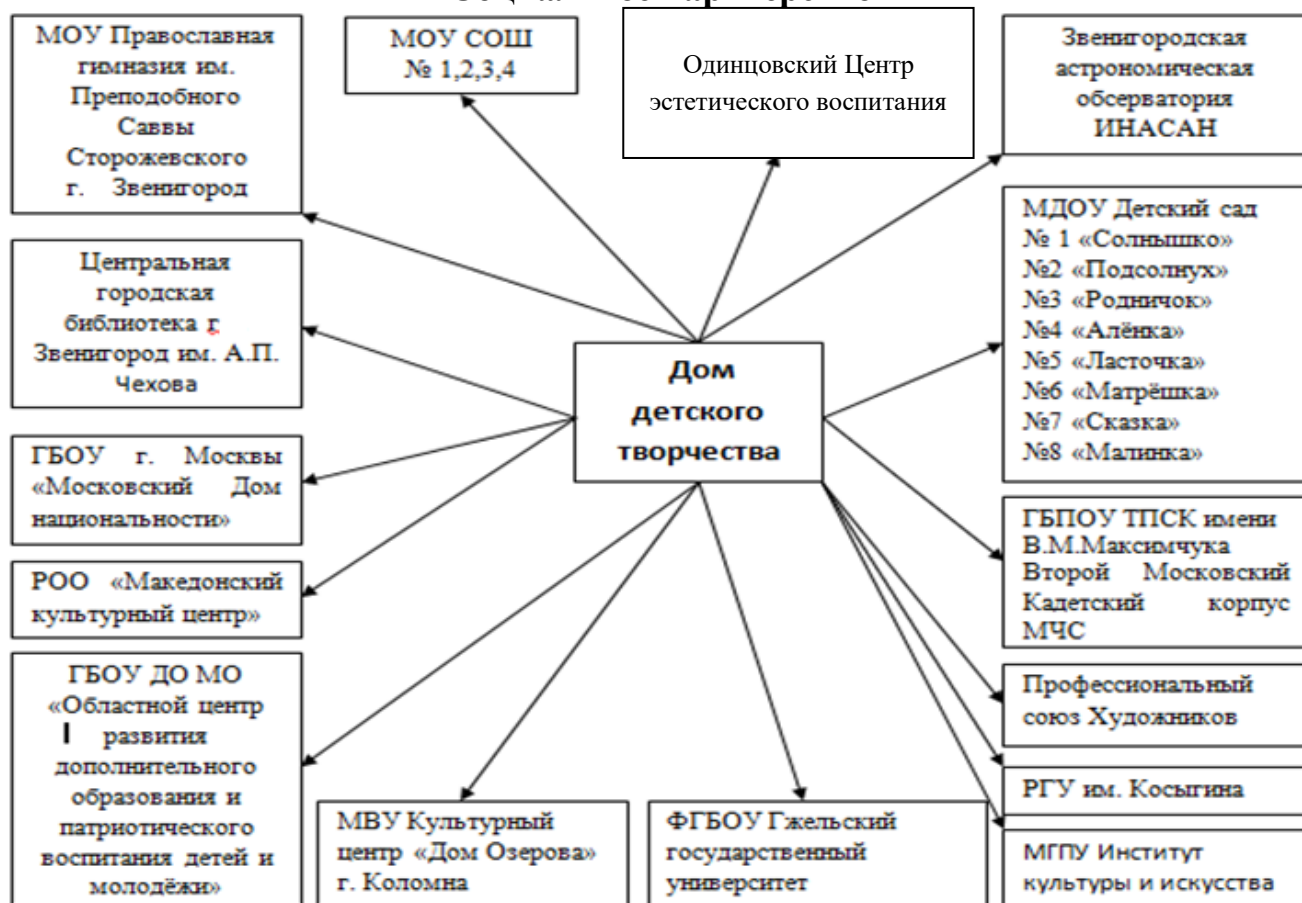 МОУ Православная
гимназия им.
Преподобного
Саввы
Сторожевского
г. Звенигород
МОУ СОШ
№ 1,2,3,4
Одинцовский Центр
эстетического воспитания
Звенигородская
астрономическая
обсерватория
ИНАСАН
Центральная
городская
библиотека г
Звенигород им. А.П.
Чехова
МДОУ Детский сад
№ 1 «Солнышко»
№2 «Подсолнух»
№3 «Родничок»
№4 «Алёнка»
№5 «Ласточка»
№6 «Матрёшка»
№7 «Сказка»
№8 «Малинка»
Дом
детского
творчества
ГБОУ г. Москвы
«Московский Дом
национальности»
РОО «Македонский
культурный центр»
ГБПОУ ТПСК имени
В.М.Максимчука
Второй Московский
Кадетский корпус
МЧС
ГБОУ ДО МО
«Областной центр
развития
дополнительного
образования и
патриотического
воспитания детей и
молодёжи»
МВУ Культурный
центр «Дом Озерова»
г. Коломна
ФГБОУ Гжельский
государственный
университет
Профессиональный
союз Художников
РГУ им. Косыгина
МГПУ Институт
культуры и искусства